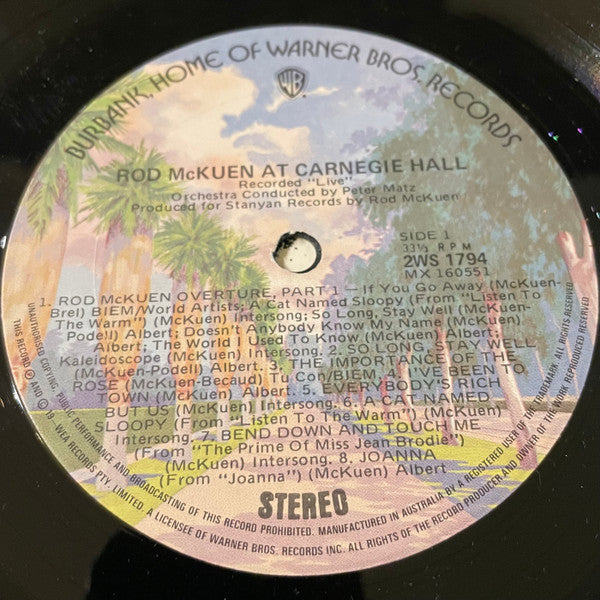 BURBANK, HOME OF WARNER BROS. RECORDS
WB
ROD McKUEN AT CARNEGIE HALL
Recorded "Live"
Orchestra Conducted by Peter Matz
Produced for Stanyan Records by Rod McKuen
SIDE 1
33⅓ R P M
2WS 1794
MX 160551
1. ROD McKUEN OVERTURE, PART 1 — If You Go Away (McKuen-
Brel) BIEM/World Artists; A Cat Named Sloopy (From "Listen To
The Warm") (McKuen) Intersong; So Long, Stay Well (McKuen-
Podell) Albert; Doesn't Anybody Know My Name (McKuen)
Albert; The World I Used To Know (McKuen) Albert;
Kaleidoscope (McKuen) Intersong. 2. SO LONG, STAY WELL
(McKuen-Podell) Albert. 3. THE IMPORTANCE OF THE
ROSE (McKuen-Becaud) Tu Con/BIEM. 4. I'VE BEEN TO
TOWN (McKuen) Albert. 5. EVERYBODY'S RICH
BUT US (McKuen) Intersong. 6. A CAT NAMED
SLOOPY (From "Listen To The Warm") (McKuen)
Intersong. 7. BEND DOWN AND TOUCH ME
(From "The Prime Of Miss Jean Brodie")
(McKuen) Intersong. 8. JOANNA
(From "Joanna") (McKuen) Albert
STEREO
UNAUTHORISED COPYING, PUBLIC PERFORMANCE AND BROADCASTING OF THIS RECORD PROHIBITED. MANUFACTURED IN AUSTRALIA BY A REGISTERED USER OF THE TRADEMARK. ALL RIGHTS RESERVED
THIS RECORD Ⓟ AND © 19 - WEA RECORDS PTY. LIMITED. A LICENSEE OF WARNER BROS. RECORDS INC. ALL RIGHTS OF THE RECORD PRODUCER AND OWNER OF THE WORK RESERVED